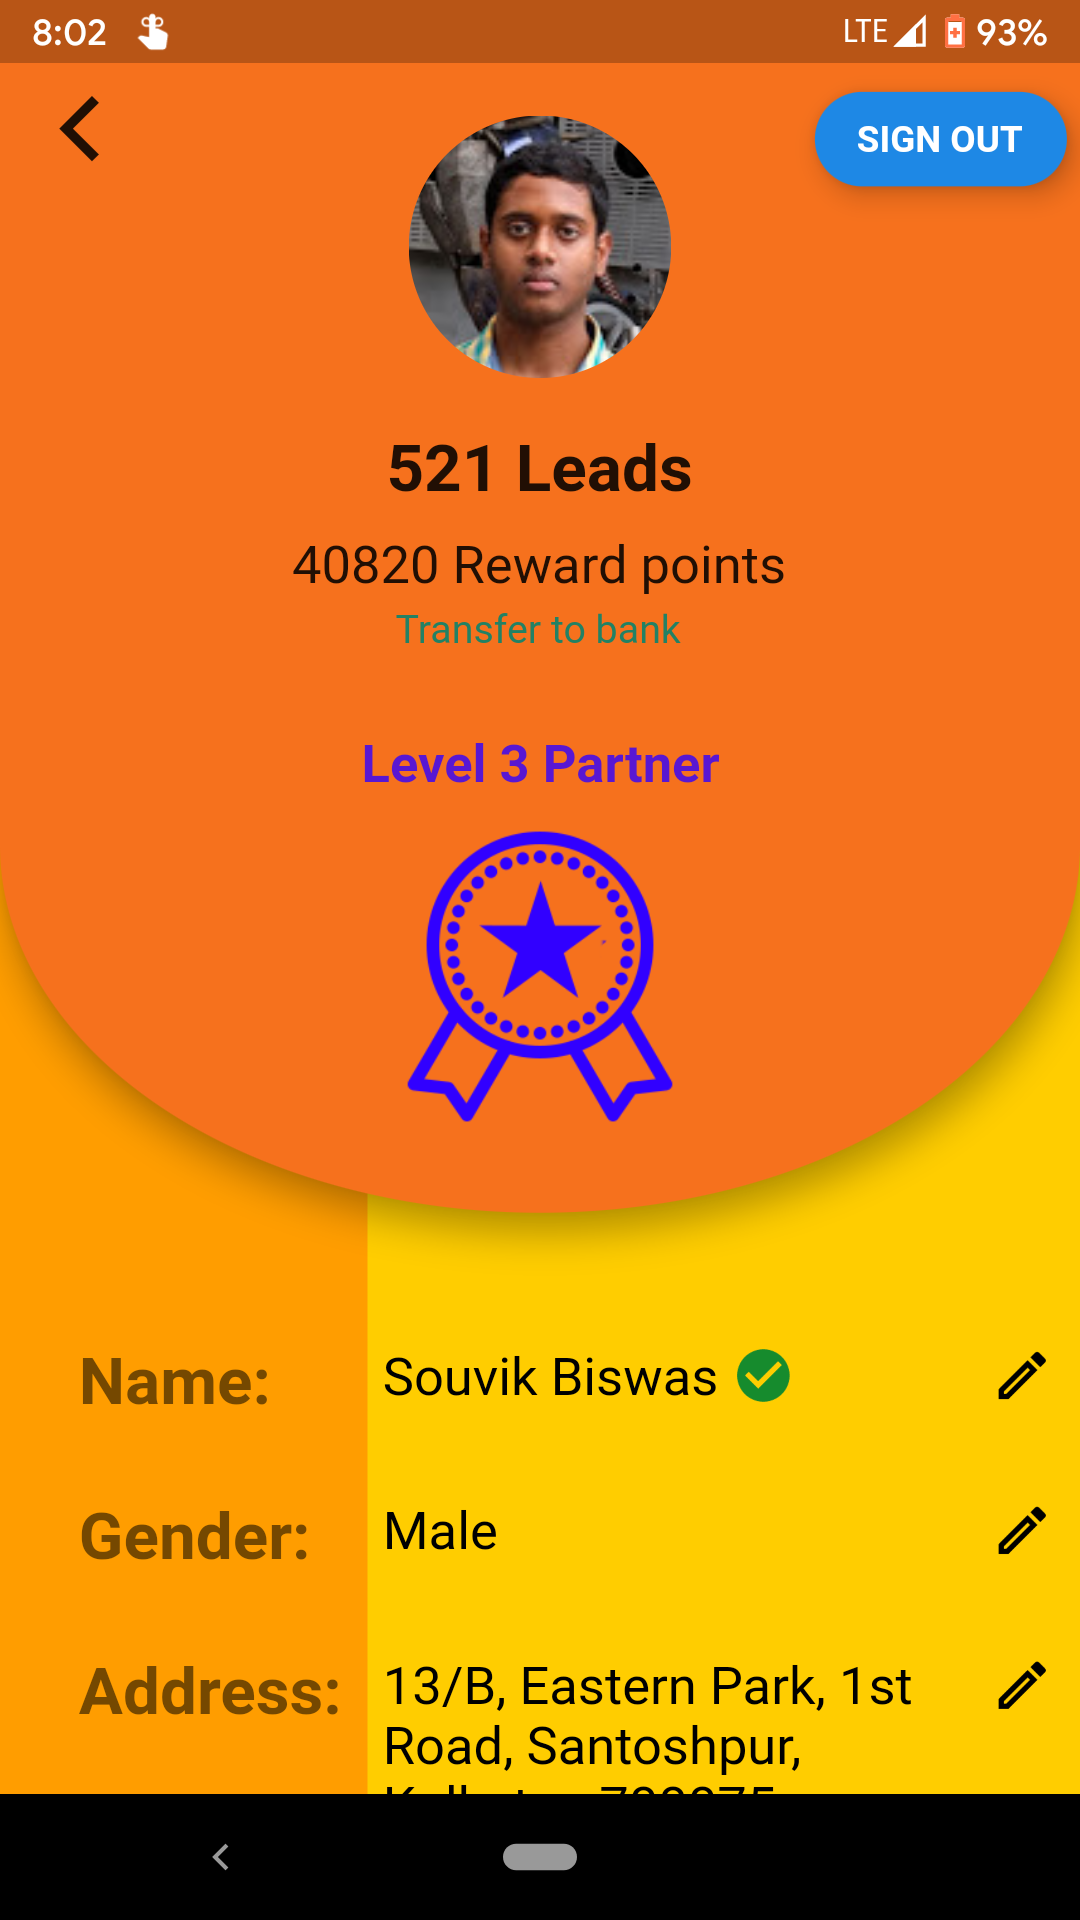 8:02 LTE 93%
SIGN OUT
521 Leads
40820 Reward points
Transfer to bank
Level 3 Partner
Name: Souvik Biswas
Gender: Male
Address: 13/B, Eastern Park, 1st
Road, Santoshpur,